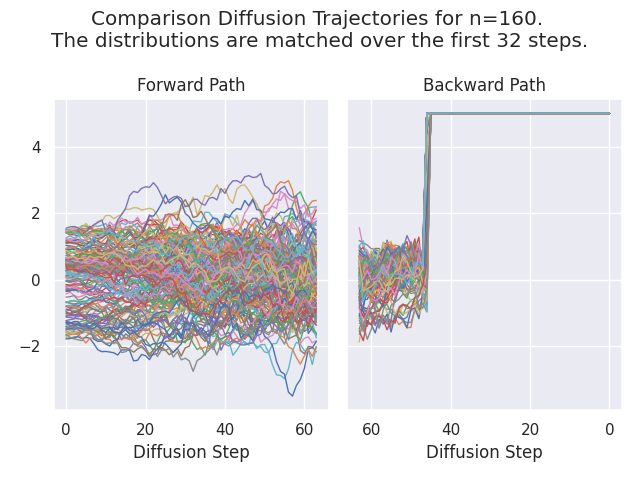 Comparison Diffusion Trajectories for n=160.
The distributions are matched over the first 32 steps.
Forward Path
Backward Path
4
2
0
−2
0 20 40 60
60 40 20 0
Diffusion Step
Diffusion Step